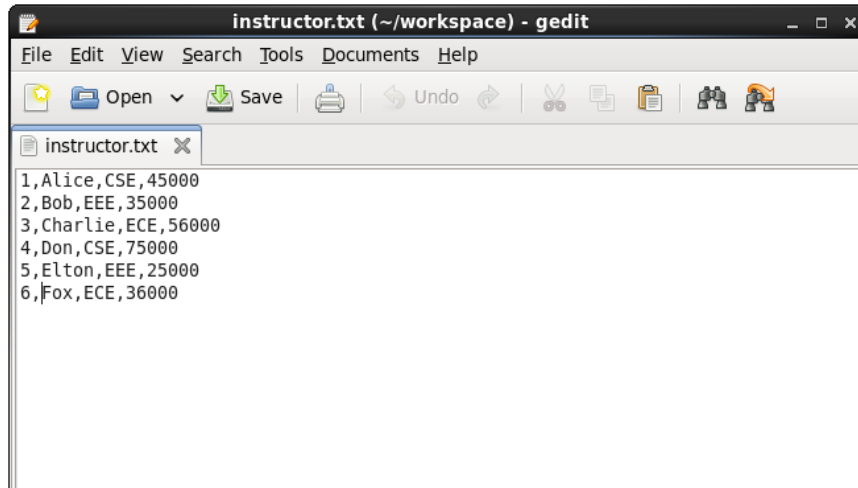 instructor.txt (~/workspace) - gedit
File Edit View Search Tools Documents Help
Open Save Undo
instructor.txt
1,Alice,CSE,45000
2,Bob,EEE,35000
3,Charlie,ECE,56000
4,Don,CSE,75000
5,Elton,EEE,25000
6,Fox,ECE,36000